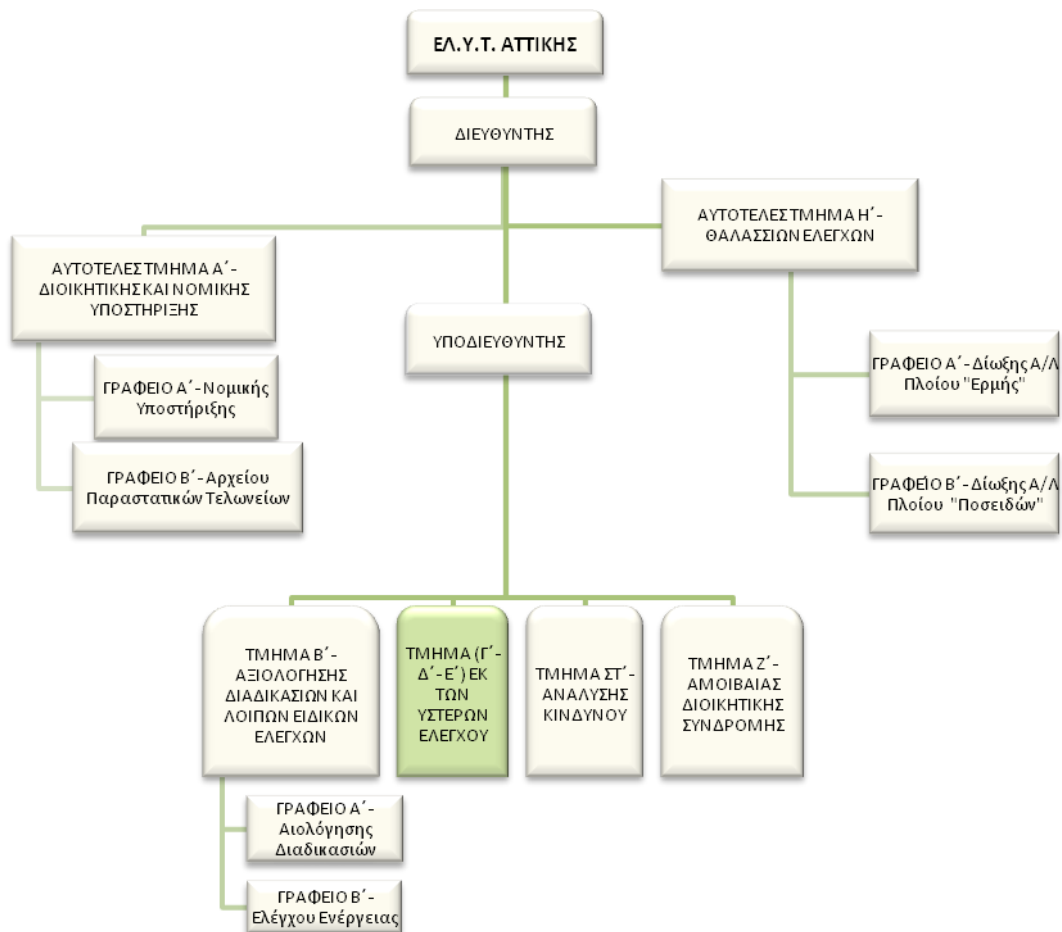 ΕΛ.Υ.Τ. ΑΤΤΙΚΗΣ
ΔΙΕΥΘΥΝΤΗΣ
ΑΥΤΟΤΕΛΕΣ ΤΜΗΜΑ Α΄-
ΔΙΟΙΚΗΤΙΚΗΣ ΚΑΙ ΝΟΜΙΚΗΣ
ΥΠΟΣΤΗΡΙΞΗΣ
ΓΡΑΦΕΙΟ Α΄- Νομικής
Υποστήριξης
ΓΡΑΦΕΙΟ Β΄- Αρχείου
Παραστατικών Τελωνείων
ΑΥΤΟΤΕΛΕΣ ΤΜΗΜΑ Η΄-
ΘΑΛΑΣΣΙΩΝ ΕΛΕΓΧΩΝ
ΓΡΑΦΕΙΟ Α΄- Δίωξης Α/Λ
Πλοίου "Ερμής"
ΓΡΑΦΕΙΟ Β΄- Δίωξης Α/Λ
Πλοίου "Ποσειδών"
ΥΠΟΔΙΕΥΘΥΝΤΗΣ
ΤΜΗΜΑ Β΄-
ΑΞΙΟΛΟΓΗΣΗΣ
ΔΙΑΔΙΚΑΣΙΩΝ ΚΑΙ
ΛΟΙΠΩΝ ΕΙΔΙΚΩΝ
ΕΛΕΓΧΩΝ
ΓΡΑΦΕΙΟ Α΄-
Αιολόγησης
Διαδικασιών
ΓΡΑΦΕΙΟ Β΄-
Ελέγχου Ενέργειας
ΤΜΗΜΑ (Γ΄-
Δ΄- Ε΄) ΕΚ
ΤΩΝ
ΥΣΤΕΡΩΝ
ΕΛΕΓΧΟΥ
ΤΜΗΜΑ ΣΤ΄-
ΑΝΑΛΥΣΗΣ
ΚΙΝΔΥΝΟΥ
ΤΜΗΜΑ Ζ΄-
ΑΜΟΙΒΑΙΑΣ
ΔΙΟΙΚΗΤΙΚΗΣ
ΣΥΝΔΡΟΜΗΣ